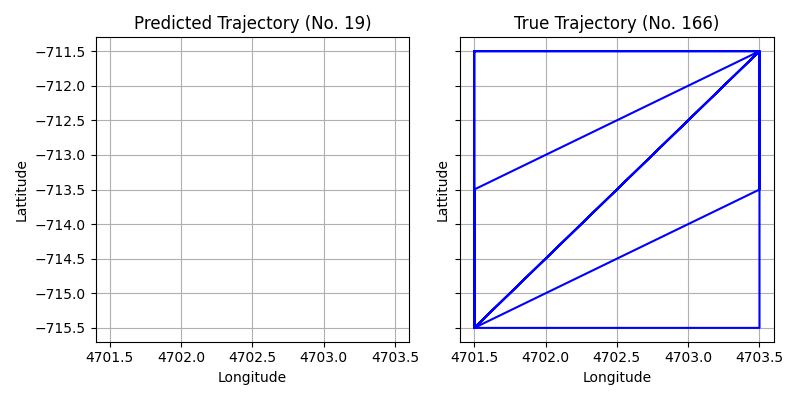 Predicted Trajectory (No. 19)
True Trajectory (No. 166)
−711.5
−712.0
−712.5
−713.0
−713.5
−714.0
−714.5
−715.0
−715.5
Lattitude
Lattitude
4701.5 4702.0 4702.5 4703.0 4703.5
4701.5 4702.0 4702.5 4703.0 4703.5
Longitude
Longitude